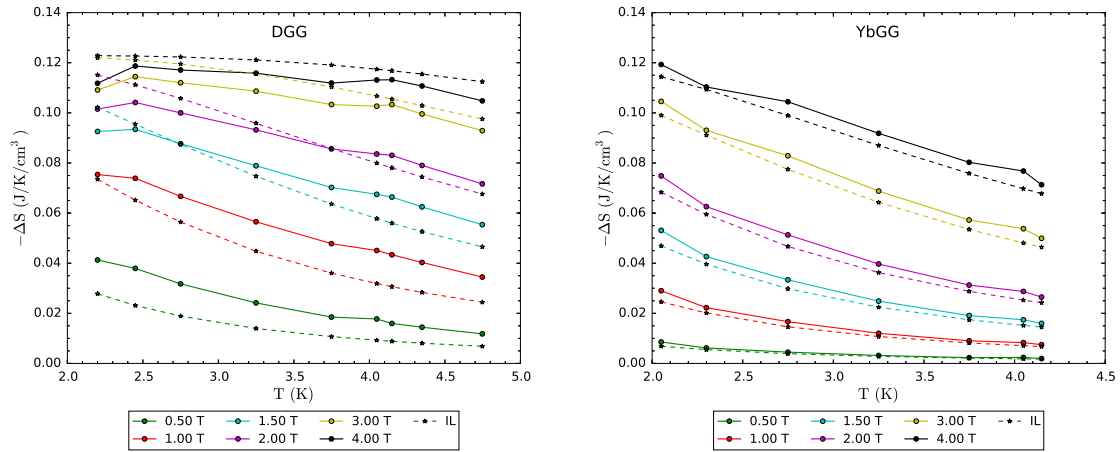 DGG
0.14
0.12
0.10
0.08
0.06
0.04
0.02
0.00
−ΔS (J/K/cm³)
2.0 2.5 3.0 3.5 4.0 4.5 5.0
T (K)
0.50 T 1.50 T 3.00 T IL
1.00 T 2.00 T 4.00 T
YbGG
0.14
0.12
0.10
0.08
0.06
0.04
0.02
0.00
−ΔS (J/K/cm³)
2.0 2.5 3.0 3.5 4.0 4.5
T (K)
0.50 T 1.50 T 3.00 T IL
1.00 T 2.00 T 4.00 T